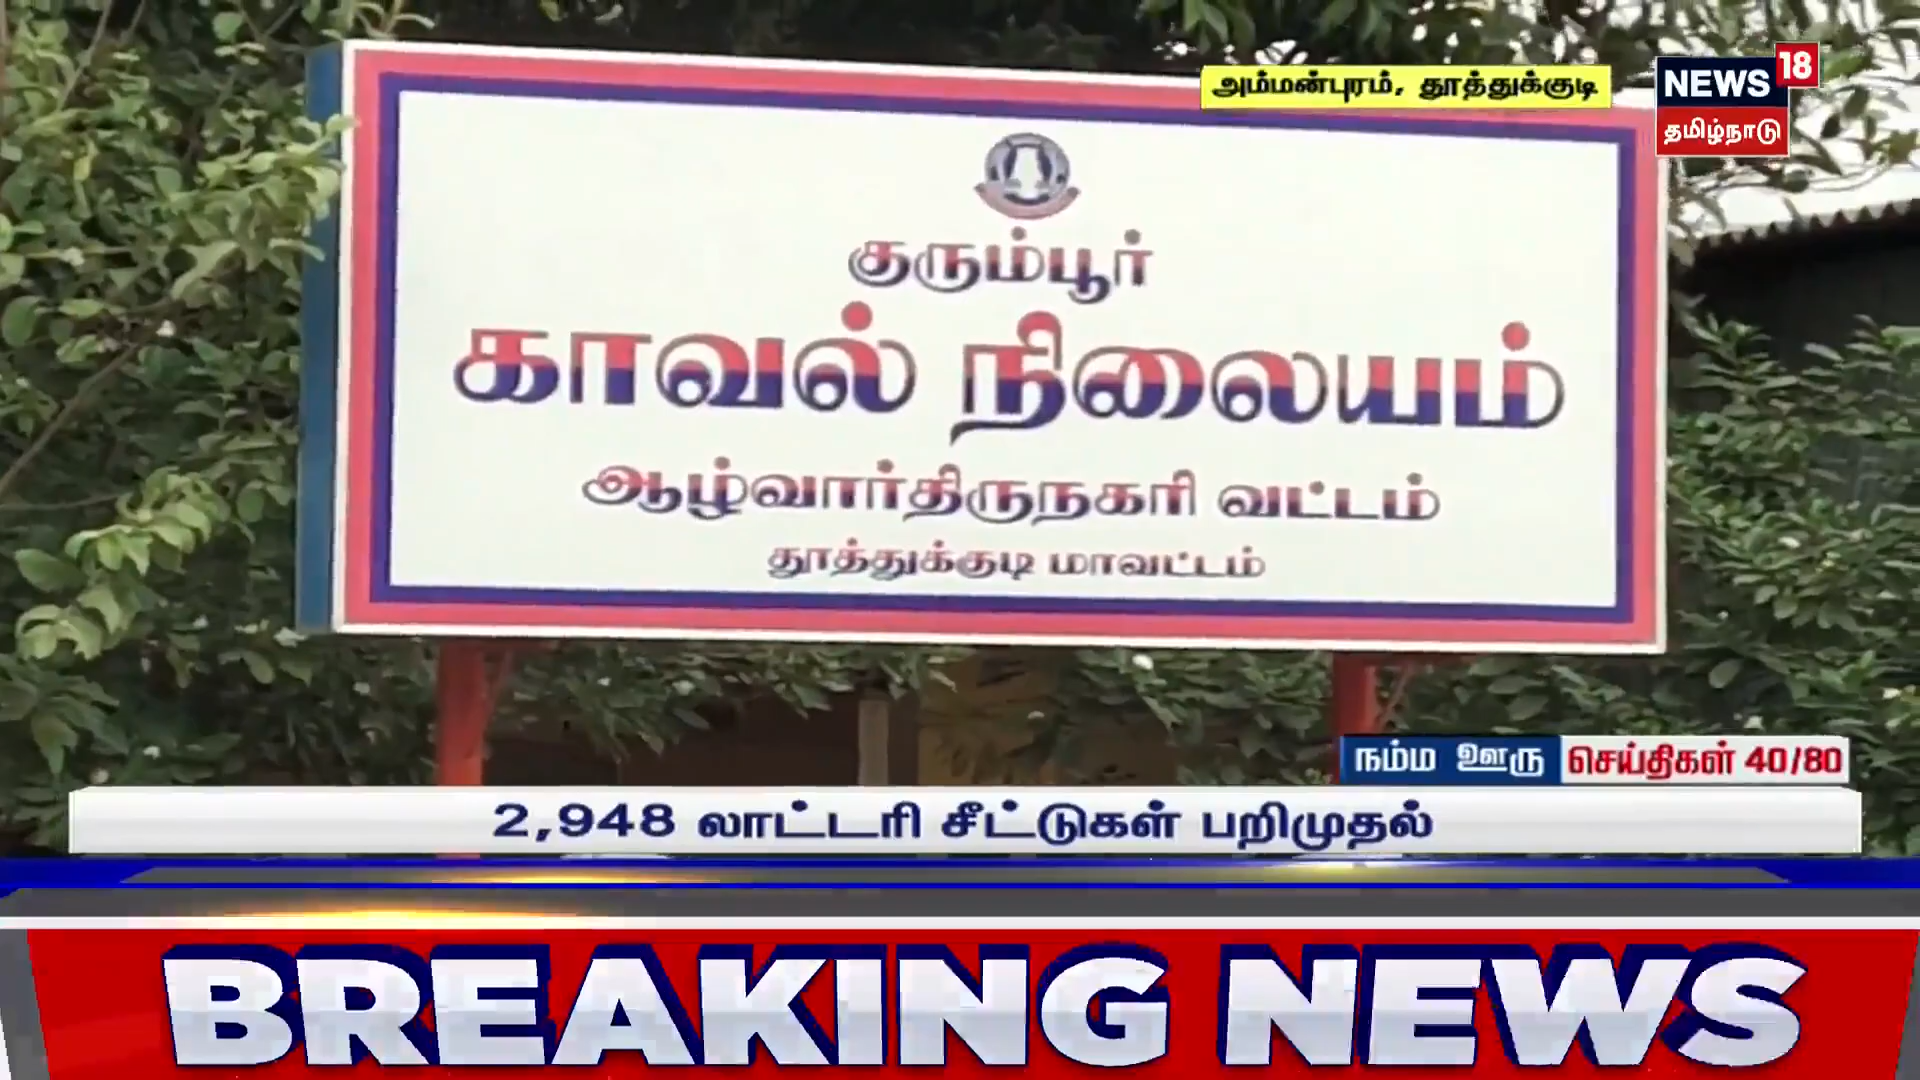 அம்மன்புரம், தூத்துக்குடி
NEWS 18
தமிழ்நாடு
குரும்பூர்
காவல் நிலையம்
ஆழ்வார்திருநகரி வட்டம்
தூத்துக்குடி மாவட்டம்
நம்ம ஊரு செய்திகள் 40/80
2,948 லாட்டரி சீட்டுகள் பறிமுதல்
BREAKING NEWS